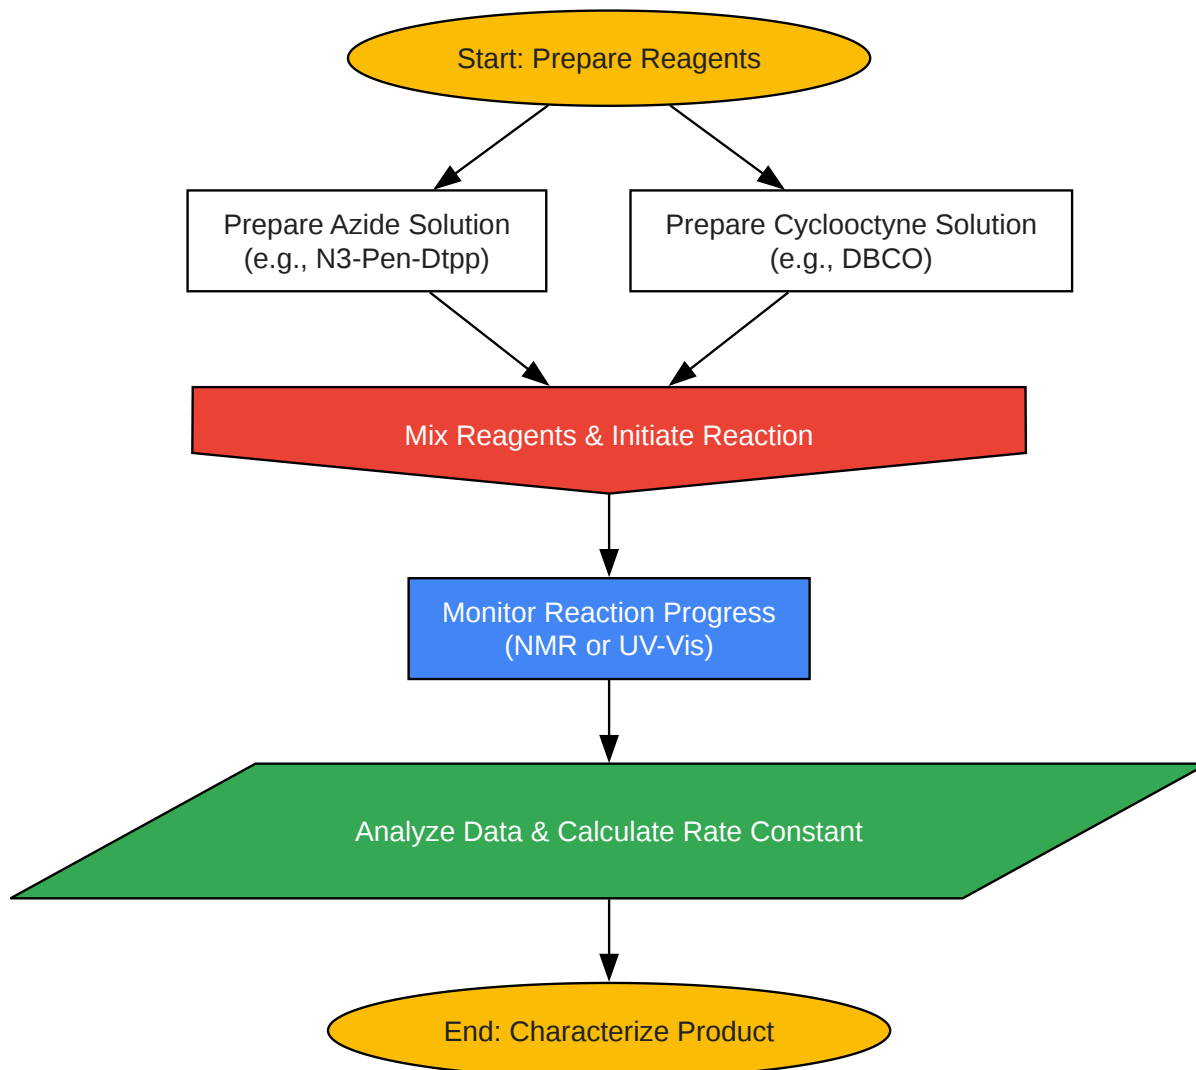 Start: Prepare Reagents
Prepare Azide Solution
(e.g., N3-Pen-Dtpp)
Prepare Cyclooctyne Solution
(e.g., DBCO)
Mix Reagents & Initiate Reaction
Monitor Reaction Progress
(NMR or UV-Vis)
Analyze Data & Calculate Rate Constant
End: Characterize Product